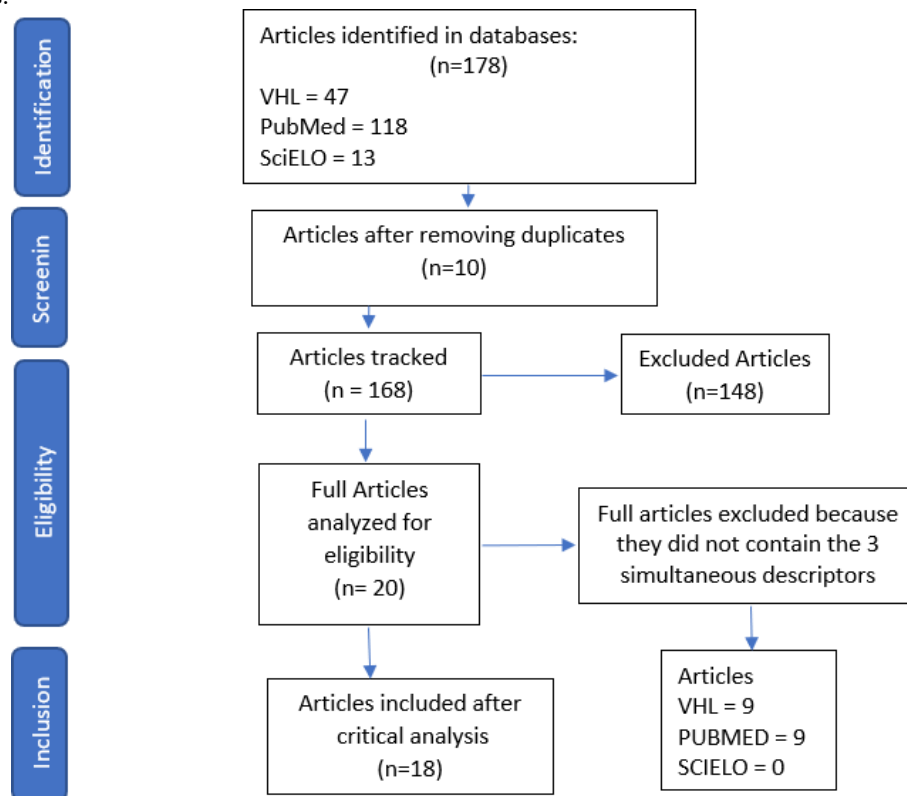 Identification
Articles identified in databases:
(n=178)
VHL = 47
PubMed = 118
SciELO = 13
Screenin
Articles after removing duplicates
(n=10)
Articles tracked
(n = 168)
Excluded Articles
(n=148)
Eligibility
Full Articles
analyzed for
eligibility
(n= 20)
Full articles excluded because
they did not contain the 3
simultaneous descriptors
Inclusion
Articles included after
critical analysis
(n=18)
Articles
VHL = 9
PUBMED = 9
SCIELO = 0